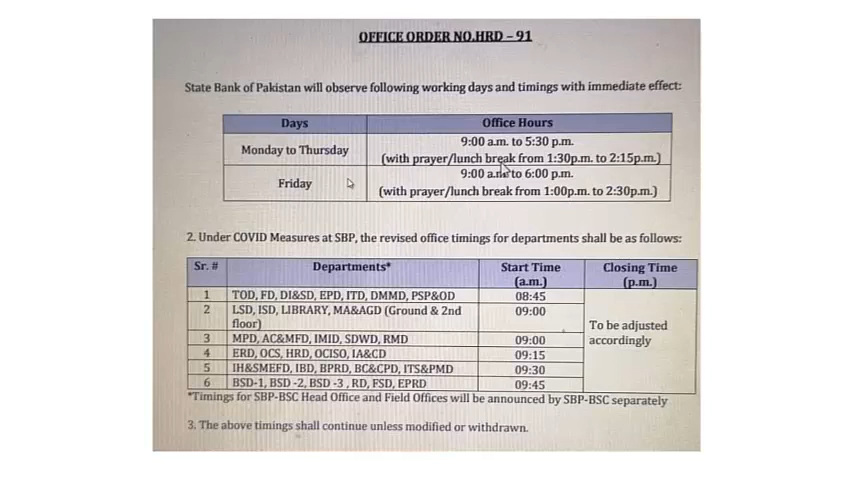 OFFICE ORDER NO.HRD – 91
State Bank of Pakistan will observe following working days and timings with immediate effect:
Days Office Hours
Monday to Thursday 9:00 a.m. to 5:30 p.m.
(with prayer/lunch break from 1:30p.m. to 2:15p.m.)
Friday 9:00 a.m. to 6:00 p.m.
(with prayer/lunch break from 1:00p.m. to 2:30p.m.)
2. Under COVID Measures at SBP, the revised office timings for departments shall be as follows:
Sr. # Departments* Start Time (a.m.) Closing Time (p.m.)
1 TOD, FD, DI&SD, EPD, ITD, DMMD, PSP&OD 08:45
2 LSD, ISD, LIBRARY, MA&AGD (Ground & 2nd floor) 09:00
To be adjusted accordingly
3 MPD, AC&MFD, IMID, SDWD, RMD 09:00
4 ERD, OCS, HRD, OCISO, IA&CD 09:15
5 IH&SMEFD, IBD, BPRD, BC&CPD, ITS&PMD 09:30
6 BSD-1, BSD -2, BSD -3 , RD, FSD, EPRD 09:45
*Timings for SBP-BSC Head Office and Field Offices will be announced by SBP-BSC separately
3. The above timings shall continue unless modified or withdrawn.